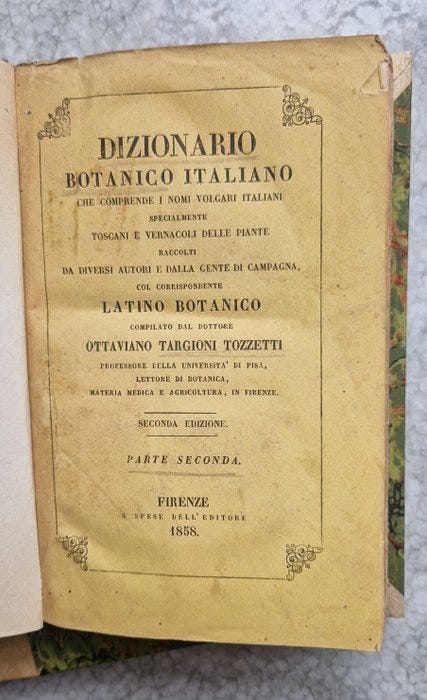 DIZIONARIO
BOTANICO ITALIANO
CHE COMPRENDE I NOMI VOLGARI ITALIANI
SPECIALMENTE
TOSCANI E VERNACOLI DELLE PIANTE
RACCOLTI
DA DIVERSI AUTORI E DALLA GENTE DI CAMPAGNA,
COL CORRISPONDENTE
LATINO BOTANICO
COMPILATO DAL DOTTORE
OTTAVIANO TARGIONI TOZZETTI
PROFESSORE DELLA UNIVERSITA' DI PISA,
LETTORE DI BOTANICA,
MATERIA MEDICA E AGRICOLTURA, IN FIRENZE.
SECONDA EDIZIONE.
PARTE SECONDA.
FIRENZE
A SPESE DELL'EDITORE
1858.